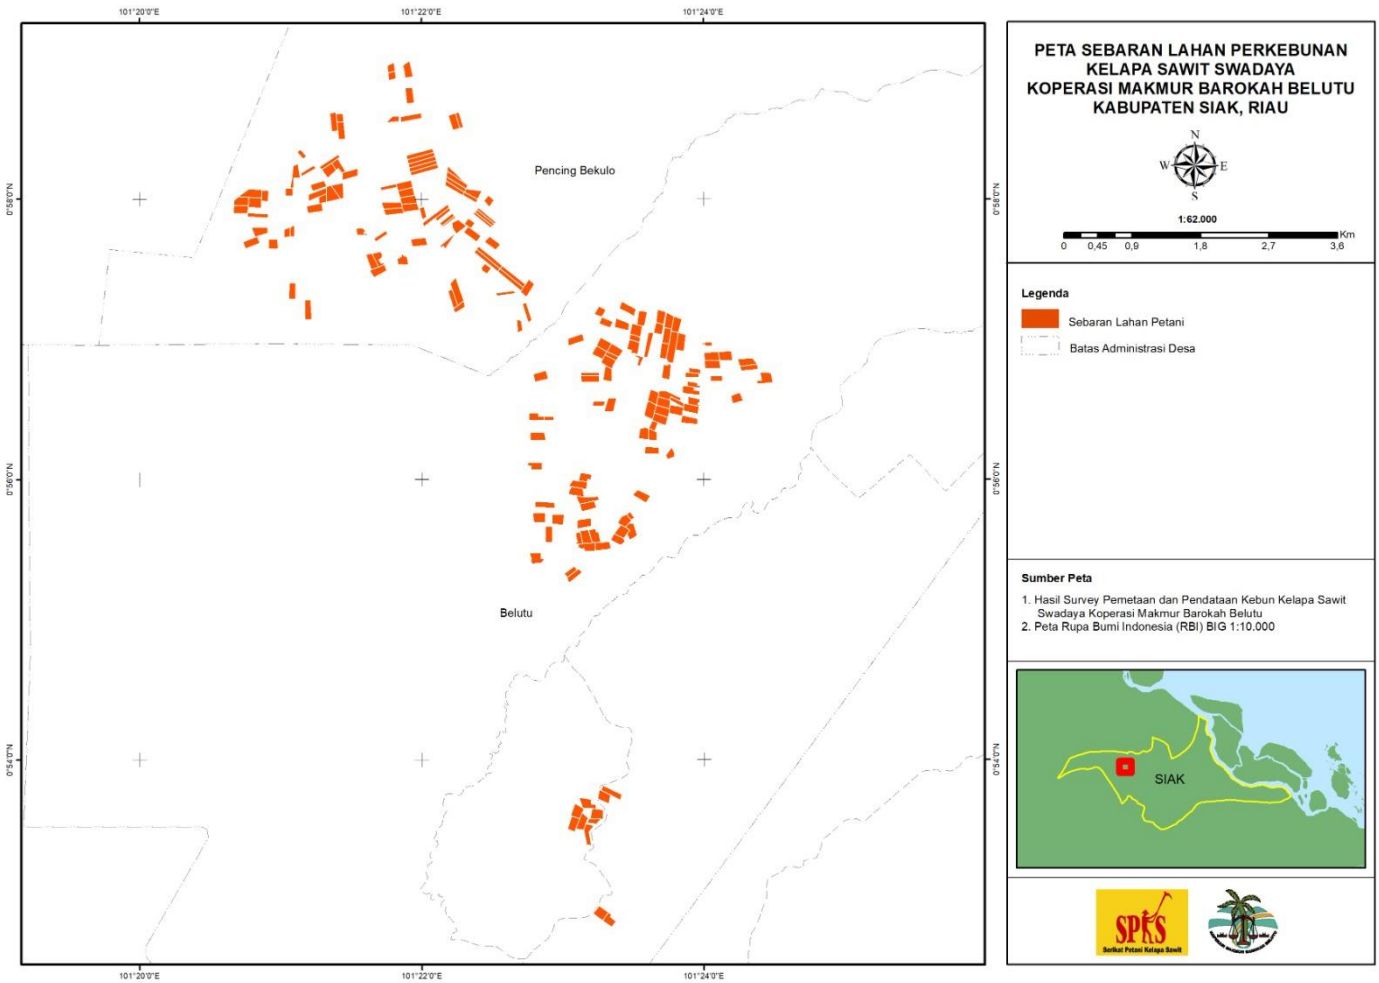 101°20'0"E 101°22'0"E 101°24'0"E
0°58'0"N
0°56'0"N
0°54'0"N
Pencing Bekulo
Belutu
0°58'0"N
0°56'0"N
0°54'0"N
101°20'0"E 101°22'0"E 101°24'0"E
PETA SEBARAN LAHAN PERKEBUNAN
KELAPA SAWIT SWADAYA
KOPERASI MAKMUR BAROKAH BELUTU
KABUPATEN SIAK, RIAU
N
W E
S
1:62.000
Km
0 0,45 0,9 1,8 2,7 3,6
Legenda
Sebaran Lahan Petani
Batas Administrasi Desa
Sumber Peta
1. Hasil Survey Pemetaan dan Pendataan Kebun Kelapa Sawit
Swadaya Koperasi Makmur Barokah Belutu
2. Peta Rupa Bumi Indonesia (RBI) BIG 1:10.000
SIAK
SPKS
Serikat Petani Kelapa Sawit
KOPERASI MAKMUR BAROKAH BELUTU